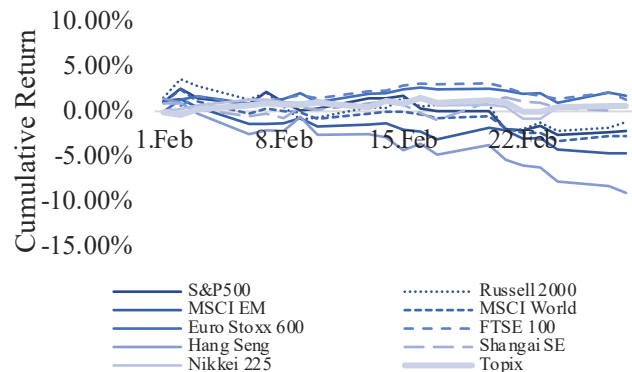 Cumulative Return
10.00%
5.00%
0.00%
-5.00%
-10.00%
-15.00%
1.Feb 8.Feb 15.Feb 22.Feb
S&P500 Russell 2000
MSCI EM MSCI World
Euro Stoxx 600 FTSE 100
Hang Seng Shangai SE
Nikkei 225 Topix